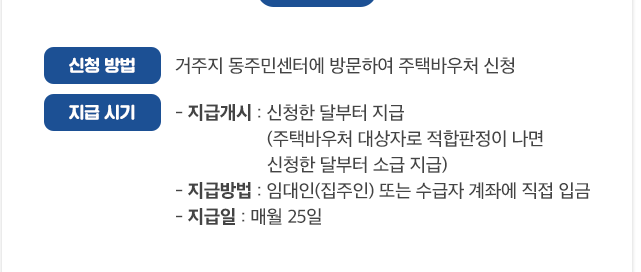 신청 방법 거주지 동주민센터에 방문하여 주택바우처 신청
지급 시기 - 지급개시 : 신청한 달부터 지급
(주택바우처 대상자로 적합판정이 나면
신청한 달부터 소급 지급)
- 지급방법 : 임대인(집주인) 또는 수급자 계좌에 직접 입금
- 지급일 : 매월 25일